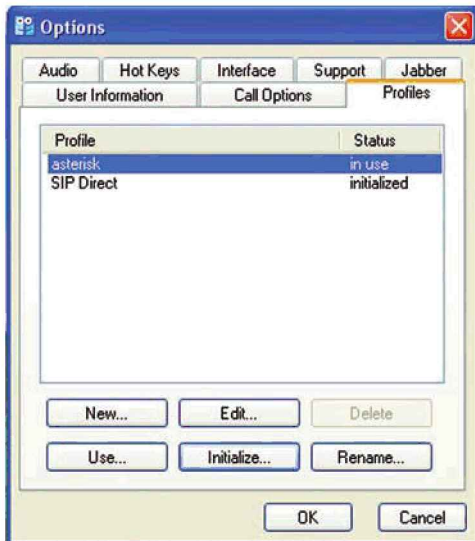 Options
Audio Hot Keys Interface Support Jabber
User Information Call Options Profiles
Profile Status
asterisk in use
SIP Direct initialized
New... Edit... Delete
Use... Initialize... Rename...
OK Cancel